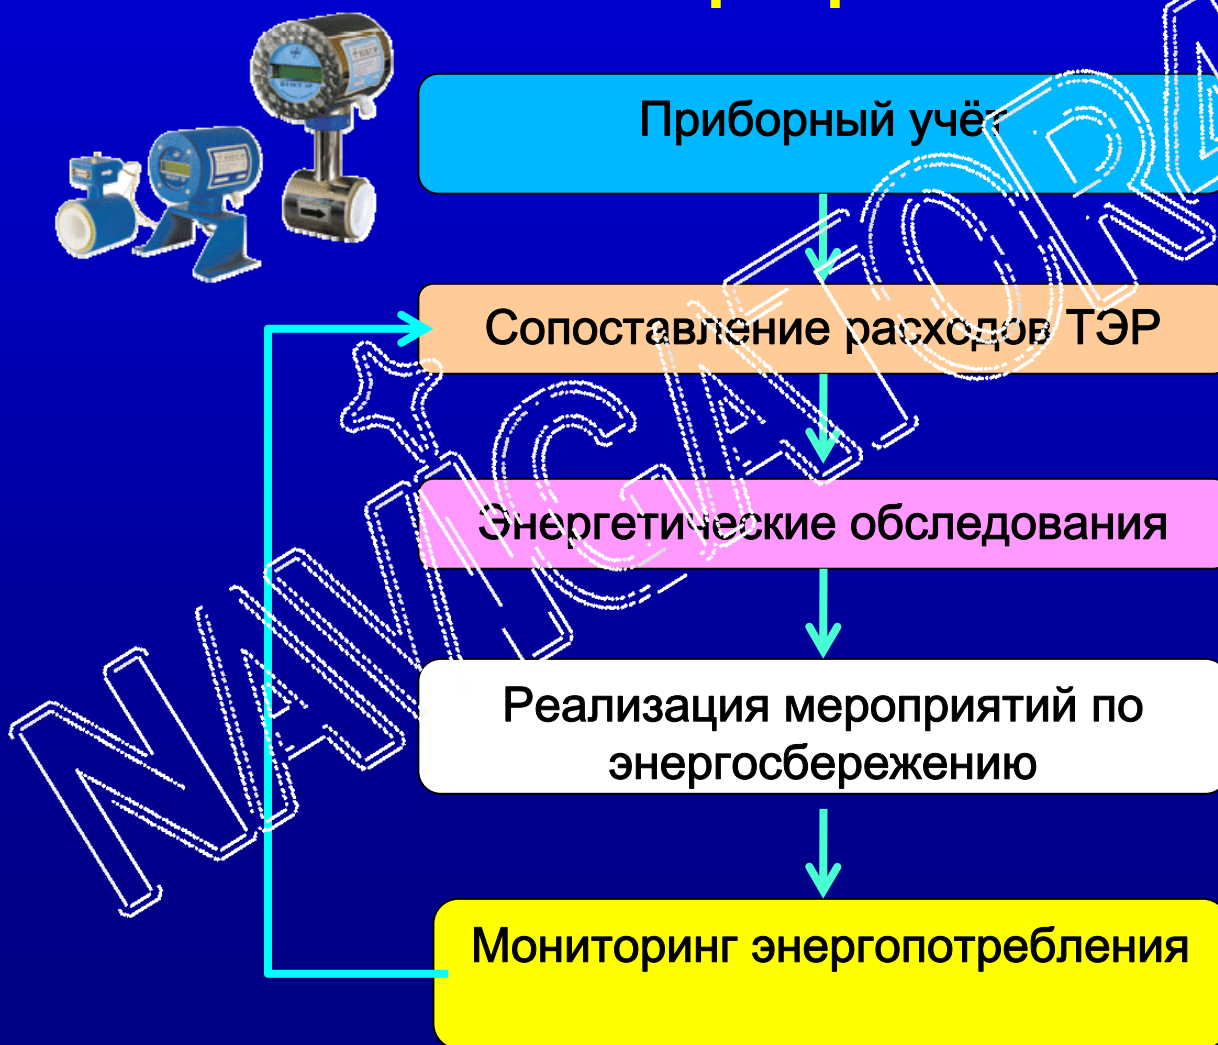 Приборный учёт
Сопоставление расходов ТЭР
Энергетические обследования
Реализация мероприятий по
энергосбережению
Мониторинг энергопотребления
NAVIGATOR